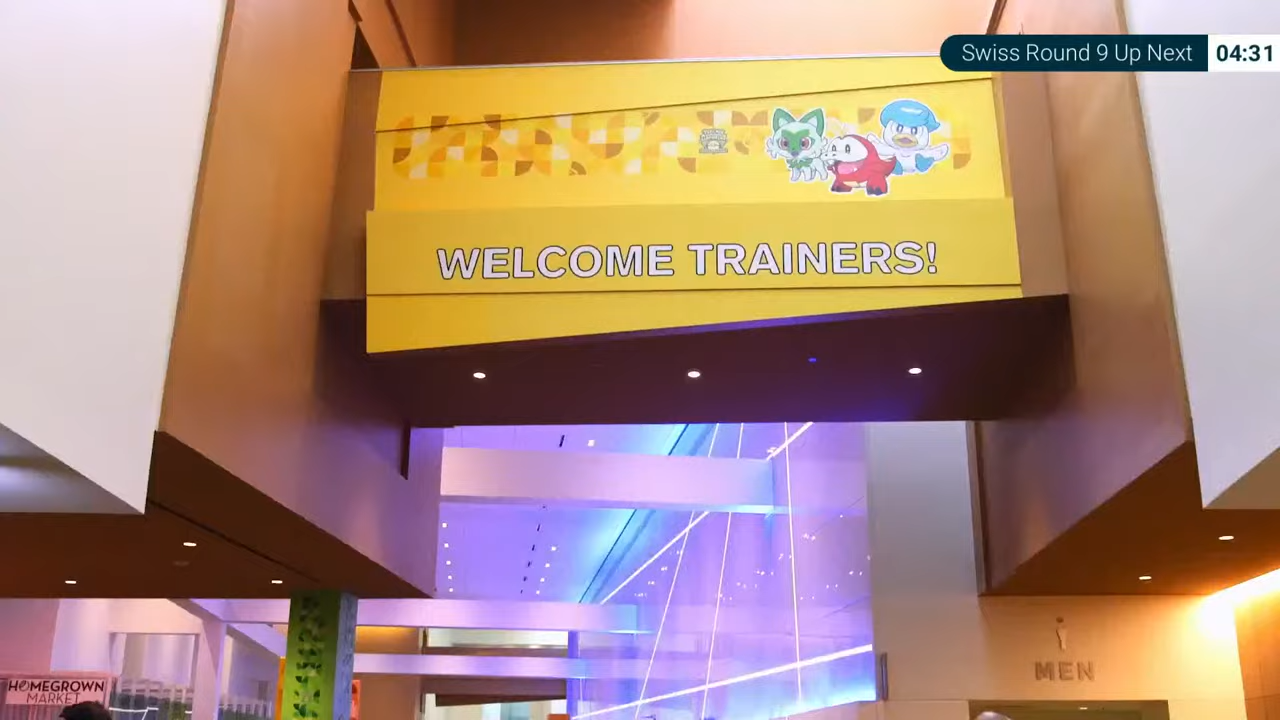 Swiss Round 9 Up Next 04:31
WELCOME TRAINERS!
MEN
HOMEGROWN
MARKET